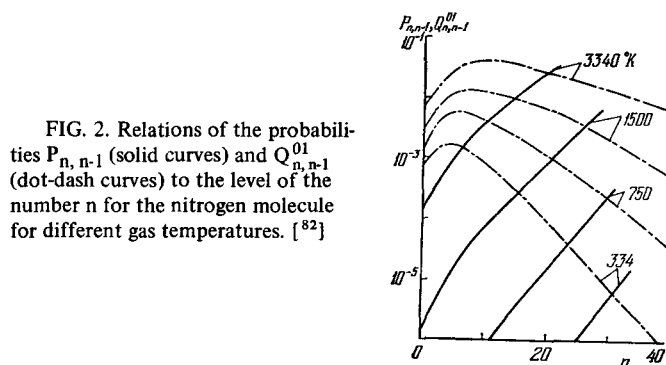 FIG. 2. Relations of the probabili-
ties P_{n, n-1} (solid curves) and Q^{01}_{n, n-1}
(dot-dash curves) to the level of the
number n for the nitrogen molecule
for different gas temperatures. [^{82}]
P_{n,n-1}, Q^{01}_{n,n-1}
10^{-1}
3340 °K
1500
10^{-3}
750
334
10^{-5}
0 20 n 40